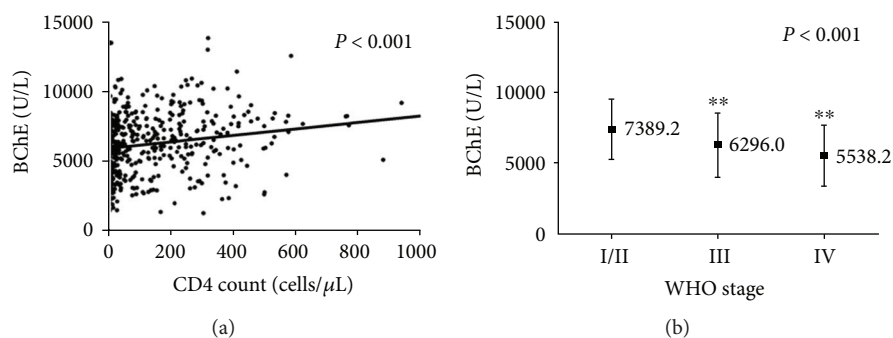 15000
10000
5000
0
BChE (U/L)
P < 0.001
0 200 400 600 800 1000
CD4 count (cells/μL)
(a)
15000
10000
5000
0
BChE (U/L)
P < 0.001
7389.2
**
6296.0
**
5538.2
I/II III IV
WHO stage
(b)